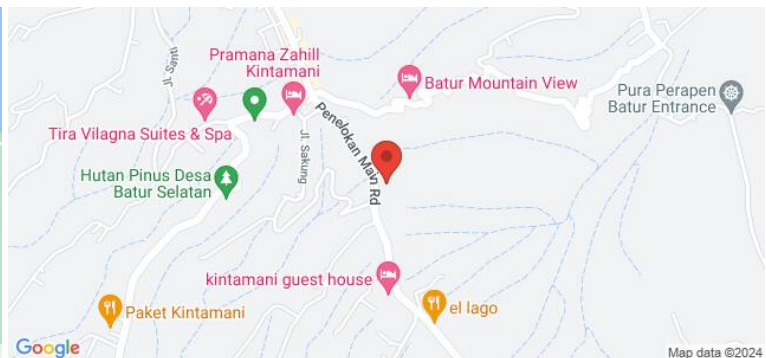 Jl. Santi
Pramana Zahill
Kintamani
Batur Mountain View
Pura Perapen
Batur Entrance
Tira Vilagna Suites & Spa
Penelokan Main Rd
Jl. Sakung
Hutan Pinus Desa
Batur Selatan
kintamani guest house
Paket Kintamani
el lago
Google
Map data ©2024